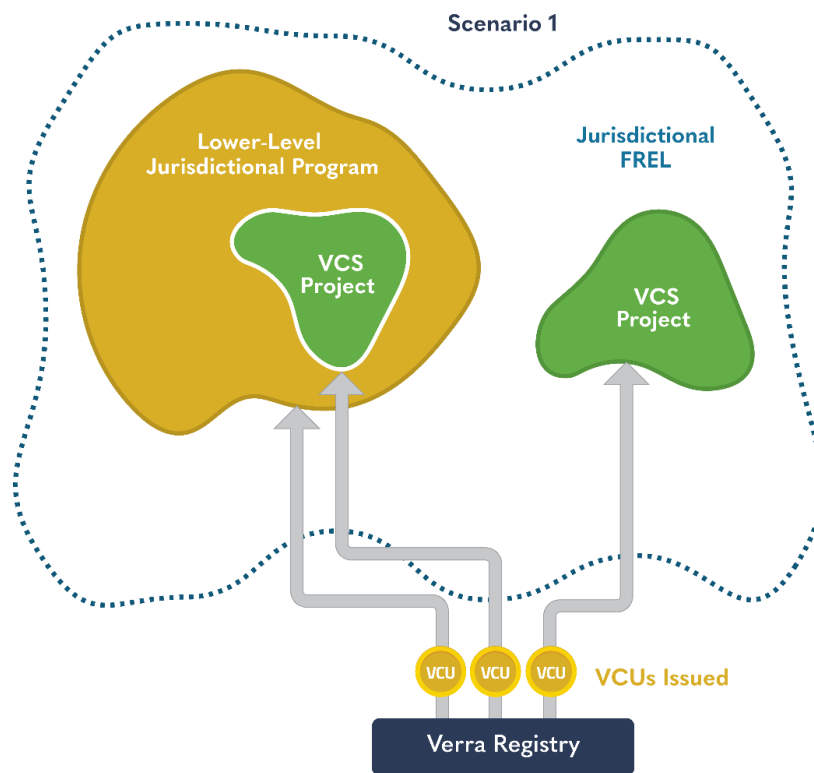 Scenario 1
Lower-Level
Jurisdictional Program
Jurisdictional
FREL
VCS
Project
VCS
Project
VCU
VCU
VCU
VCUs Issued
Verra Registry